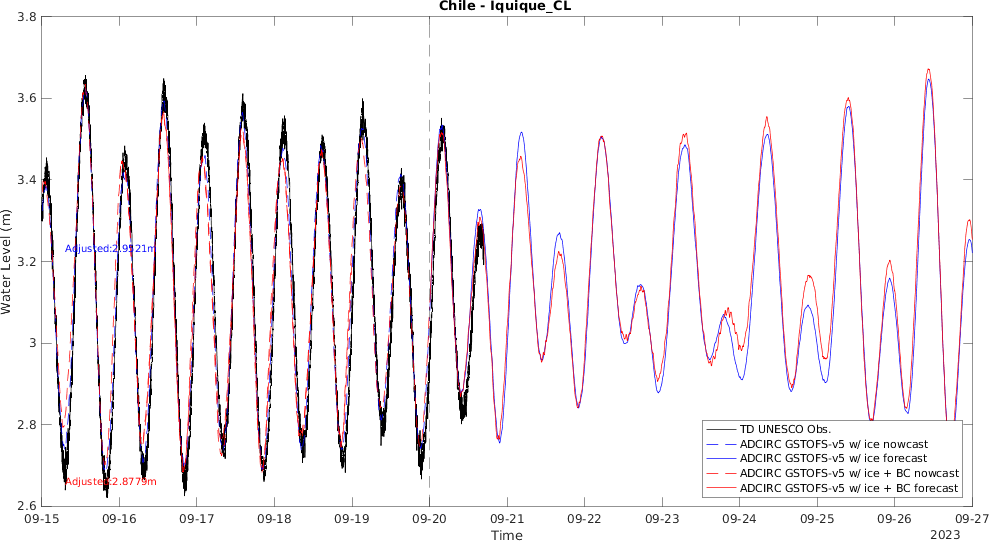 Chile - Iquique_CL
Water Level (m)
3.8
3.6
3.4
3.2
3
2.8
2.6
Adjusted:2.9521m
Adjusted:2.8779m
TD UNESCO Obs.
ADCIRC GSTOFS-v5 w/ ice nowcast
ADCIRC GSTOFS-v5 w/ ice forecast
ADCIRC GSTOFS-v5 w/ ice + BC nowcast
ADCIRC GSTOFS-v5 w/ ice + BC forecast
09-15 09-16 09-17 09-18 09-19 09-20 09-21 09-22 09-23 09-24 09-25 09-26 09-27
Time
2023